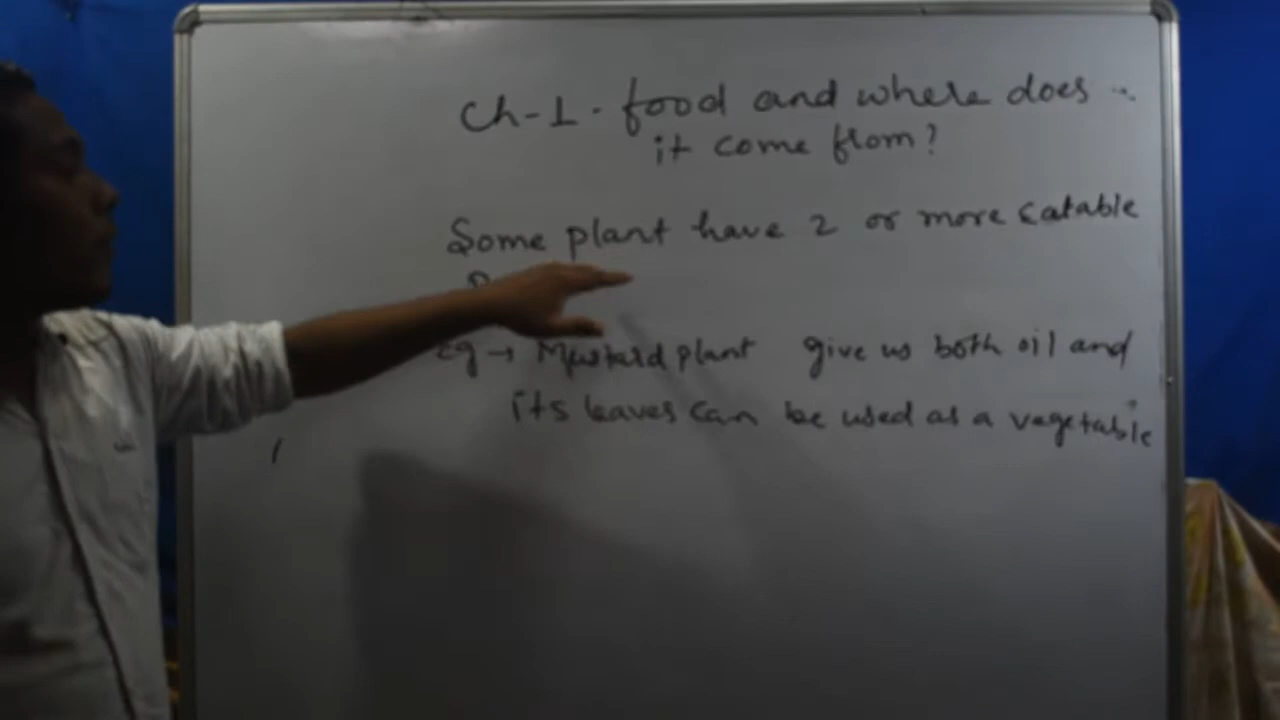 Ch-1. food and where does ..
it come from?
Some plant have 2 or more eatable
eg → Mustard plant give us both oil and
its leaves can be used as a vegetable